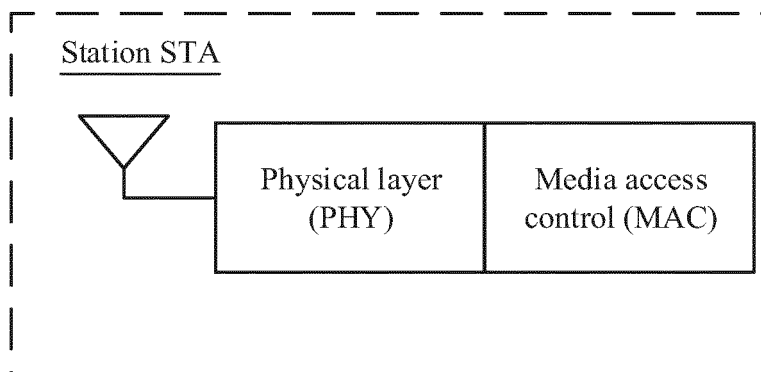 Station STA
Physical layer
(PHY)
Media access
control (MAC)